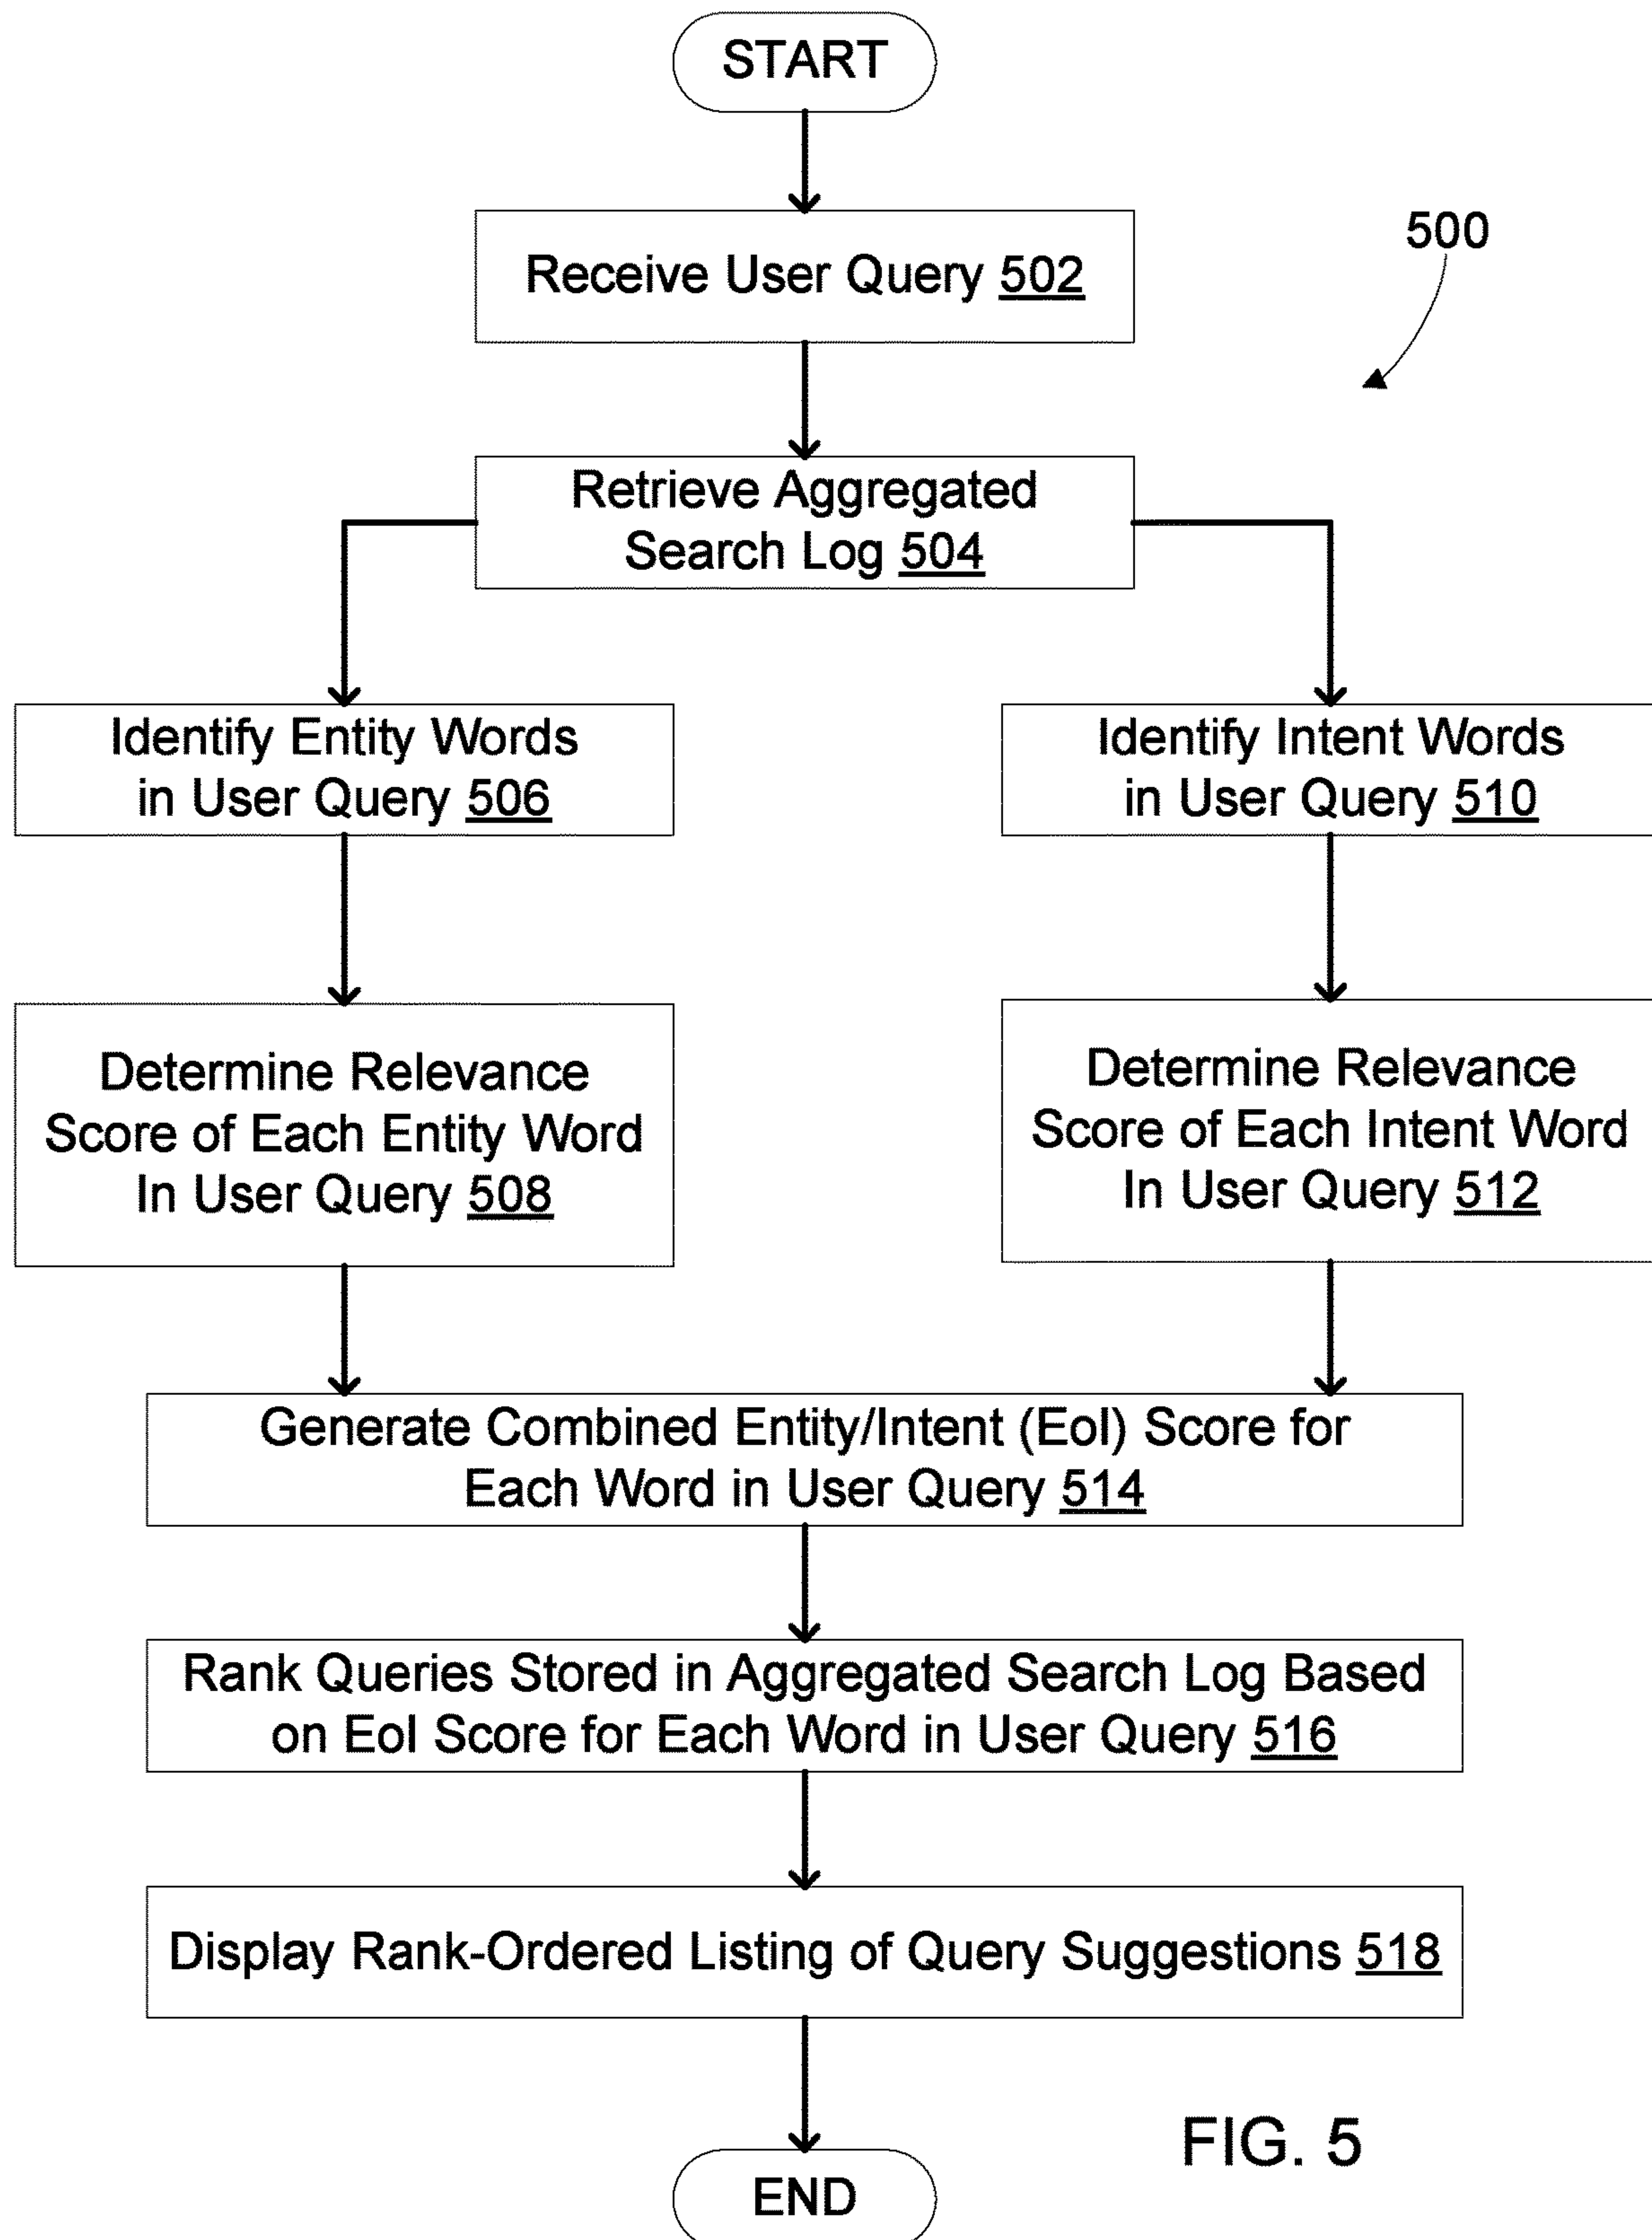 START
Receive User Query 502
500
Retrieve Aggregated
Search Log 504
Identify Entity Words
in User Query 506
Identify Intent Words
in User Query 510
Determine Relevance
Score of Each Entity Word
In User Query 508
Determine Relevance
Score of Each Intent Word
In User Query 512
Generate Combined Entity/Intent (EoI) Score for
Each Word in User Query 514
Rank Queries Stored in Aggregated Search Log Based
on EoI Score for Each Word in User Query 516
Display Rank-Ordered Listing of Query Suggestions 518
FIG. 5
END